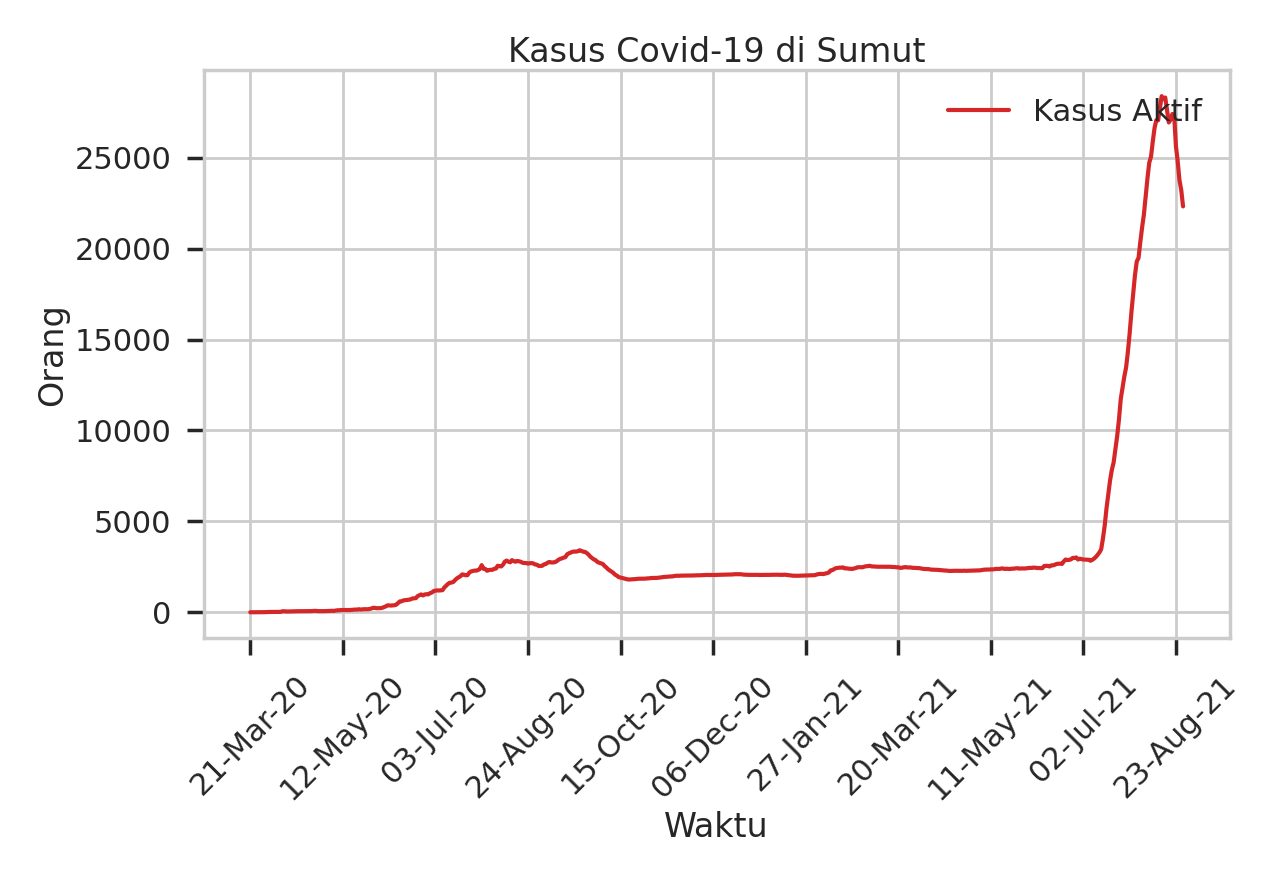 Kasus Covid-19 di Sumut
Kasus Aktif
Orang
25000
20000
15000
10000
5000
0
21-Mar-20
12-May-20
03-Jul-20
24-Aug-20
15-Oct-20
06-Dec-20
27-Jan-21
20-Mar-21
11-May-21
02-Jul-21
23-Aug-21
Waktu